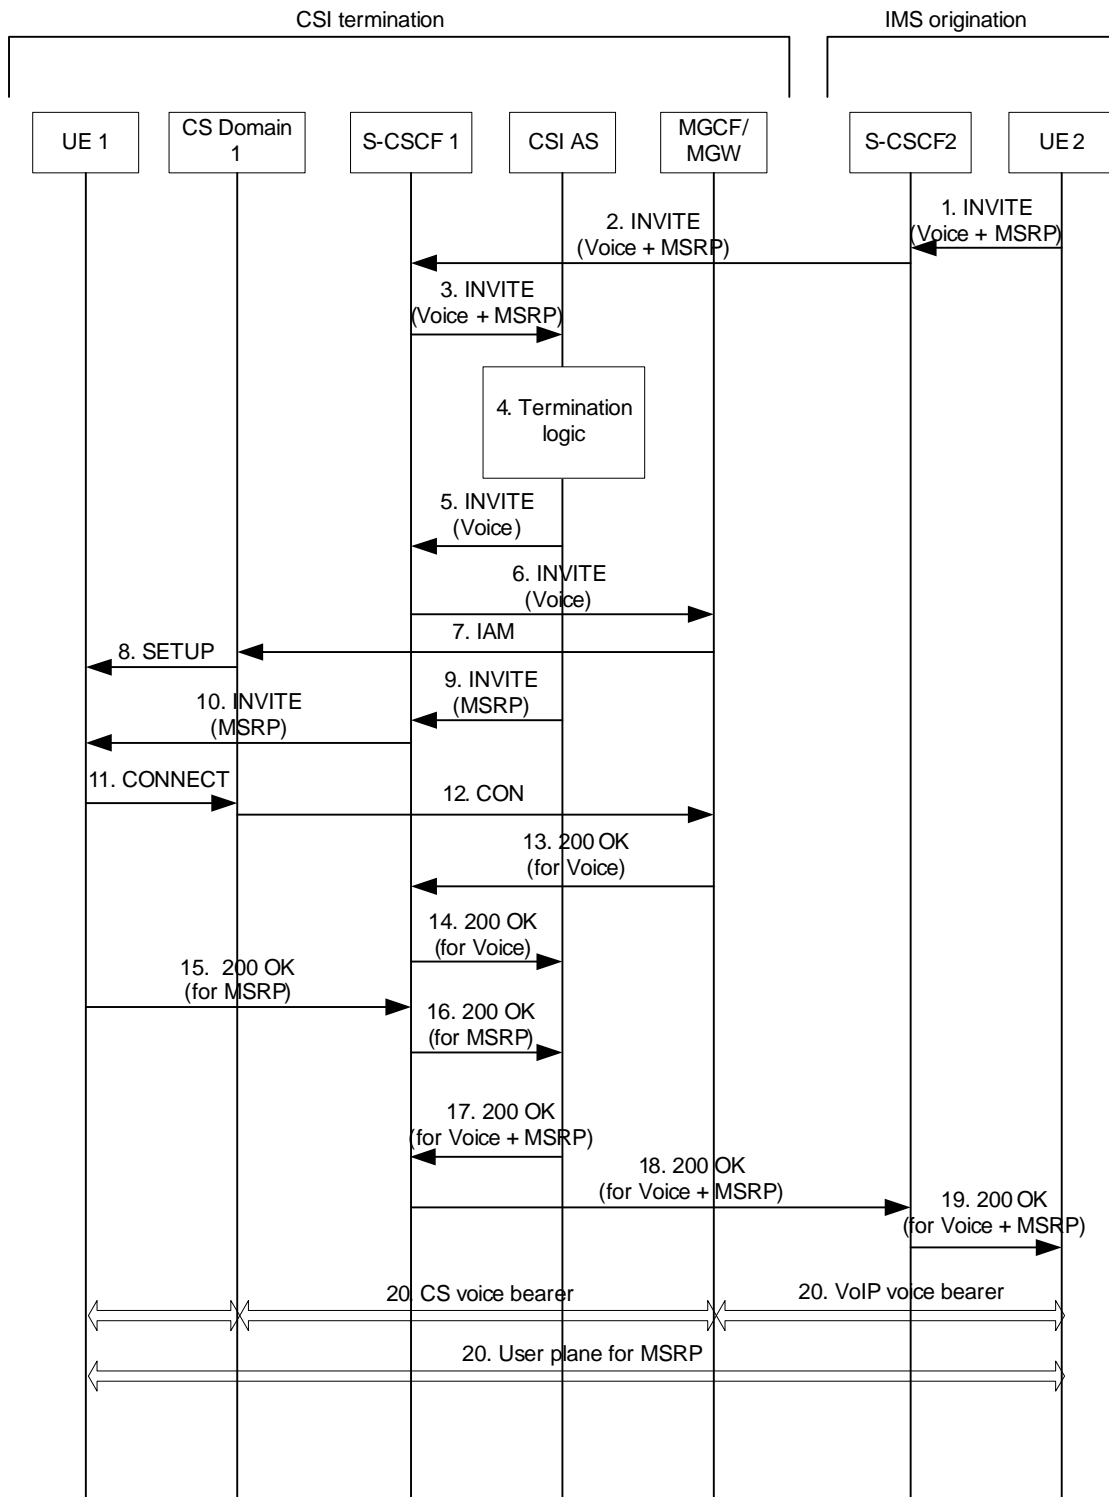 CSI termination
IMS origination
UE 1
CS Domain
1
S-CSCF 1
CSI AS
MGCF/
MGW
S-CSCF2
UE 2
1. INVITE
(Voice + MSRP)
2. INVITE
(Voice + MSRP)
3. INVITE
(Voice + MSRP)
4. Termination
logic
5. INVITE
(Voice)
6. INVITE
(Voice)
7. IAM
8. SETUP
9. INVITE
(MSRP)
10. INVITE
(MSRP)
11. CONNECT
12. CON
13. 200 OK
(for Voice)
14. 200 OK
(for Voice)
15. 200 OK
(for MSRP)
16. 200 OK
(for MSRP)
17. 200 OK
(for Voice + MSRP)
18. 200 OK
(for Voice + MSRP)
19. 200 OK
(for Voice + MSRP)
20. CS voice bearer
20. VoIP voice bearer
20. User plane for MSRP